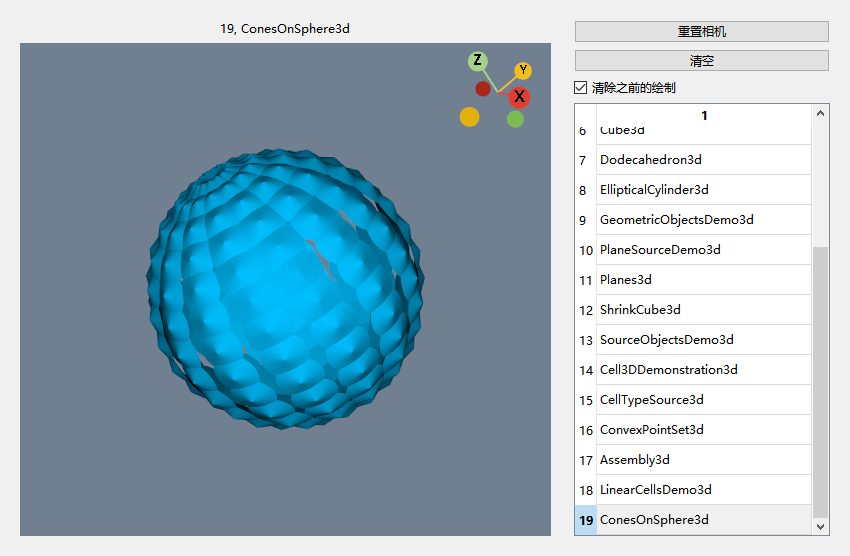 19, ConesOnSphere3d
Z
Y
X
重置相机
清空
清除之前的绘制
1
6 Cube3d
7 Dodecahedron3d
8 EllipticalCylinder3d
9 GeometricObjectsDemo3d
10 PlaneSourceDemo3d
11 Planes3d
12 ShrinkCube3d
13 SourceObjectsDemo3d
14 Cell3DDemonstration3d
15 CellTypeSource3d
16 ConvexPointSet3d
17 Assembly3d
18 LinearCellsDemo3d
19 ConesOnSphere3d